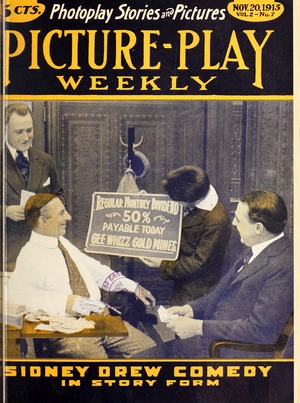 5 CTS.
Photoplay Stories and Pictures
NOV. 20, 1915
VOL. 2 - No. 7
PICTURE-PLAY
WEEKLY
REGULAR MONTHLY DIVIDEND
OF 50%
PAYABLE TODAY
GEE WHIZZ GOLD MINES
SIDNEY DREW COMEDY
IN STORY FORM